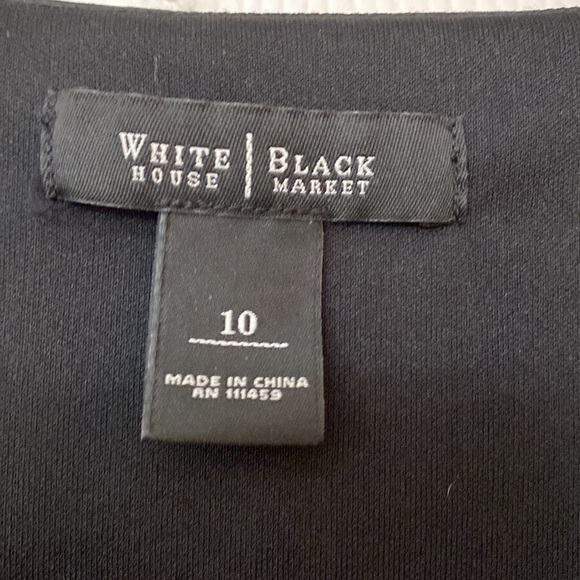 WHITE | BLACK
HOUSE | MARKET
10
MADE IN CHINA
RN 111459